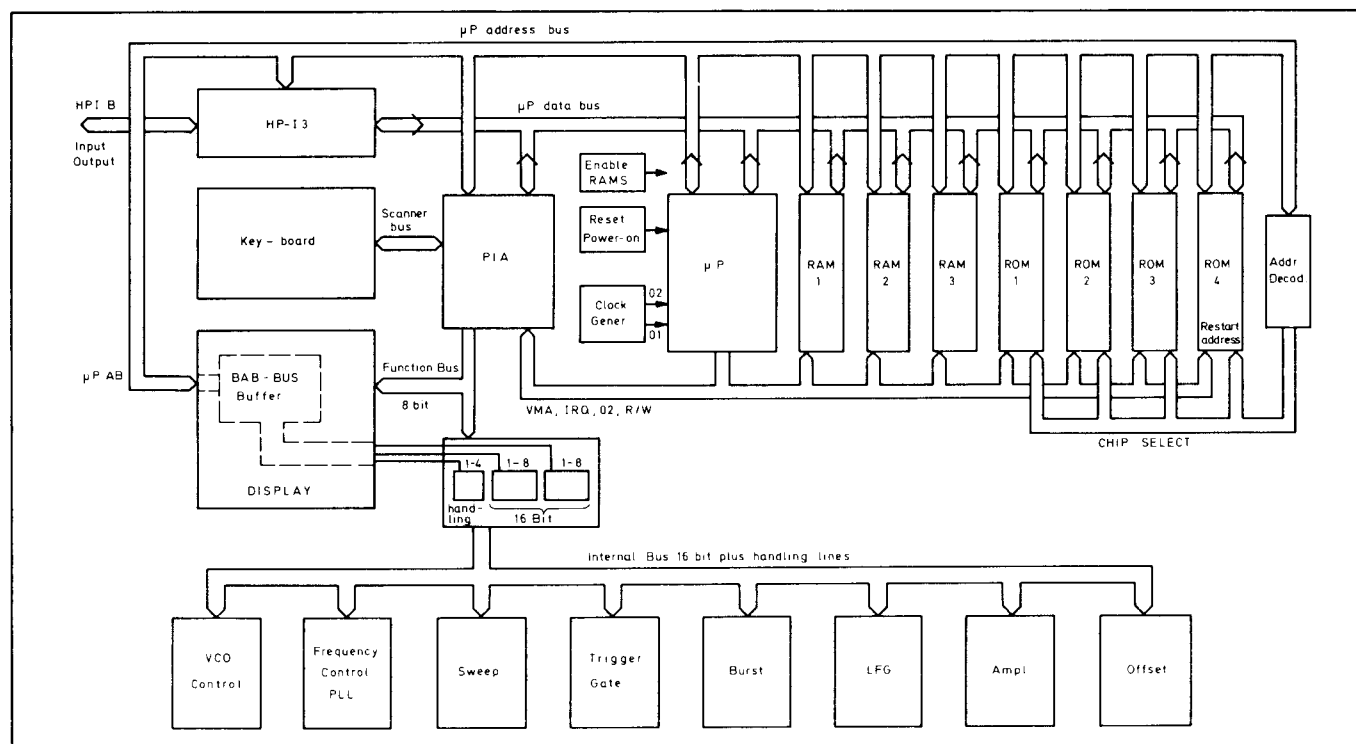 µP address bus
HPI B
Input
Output
HP-I3
µP data bus
Key-board
Scanner
bus
PIA
Enable
RAMS
Reset
Power-on
Clock
Gener
02
01
µP
RAM
1
RAM
2
RAM
3
ROM
1
ROM
2
ROM
3
ROM
4
Restart
address
Addr
Decod
µP AB
BAB-BUS
Buffer
DISPLAY
Function Bus
8 bit
VMA, IRQ, 02, R/W
CHIP SELECT
1-4
1-8
1-8
hand-
ling
16 Bit
Internal Bus 16 bit plus handling lines
VCO
Control
Frequency
Control
PLL
Sweep
Trigger
Gate
Burst
LFG
Ampl
Offset